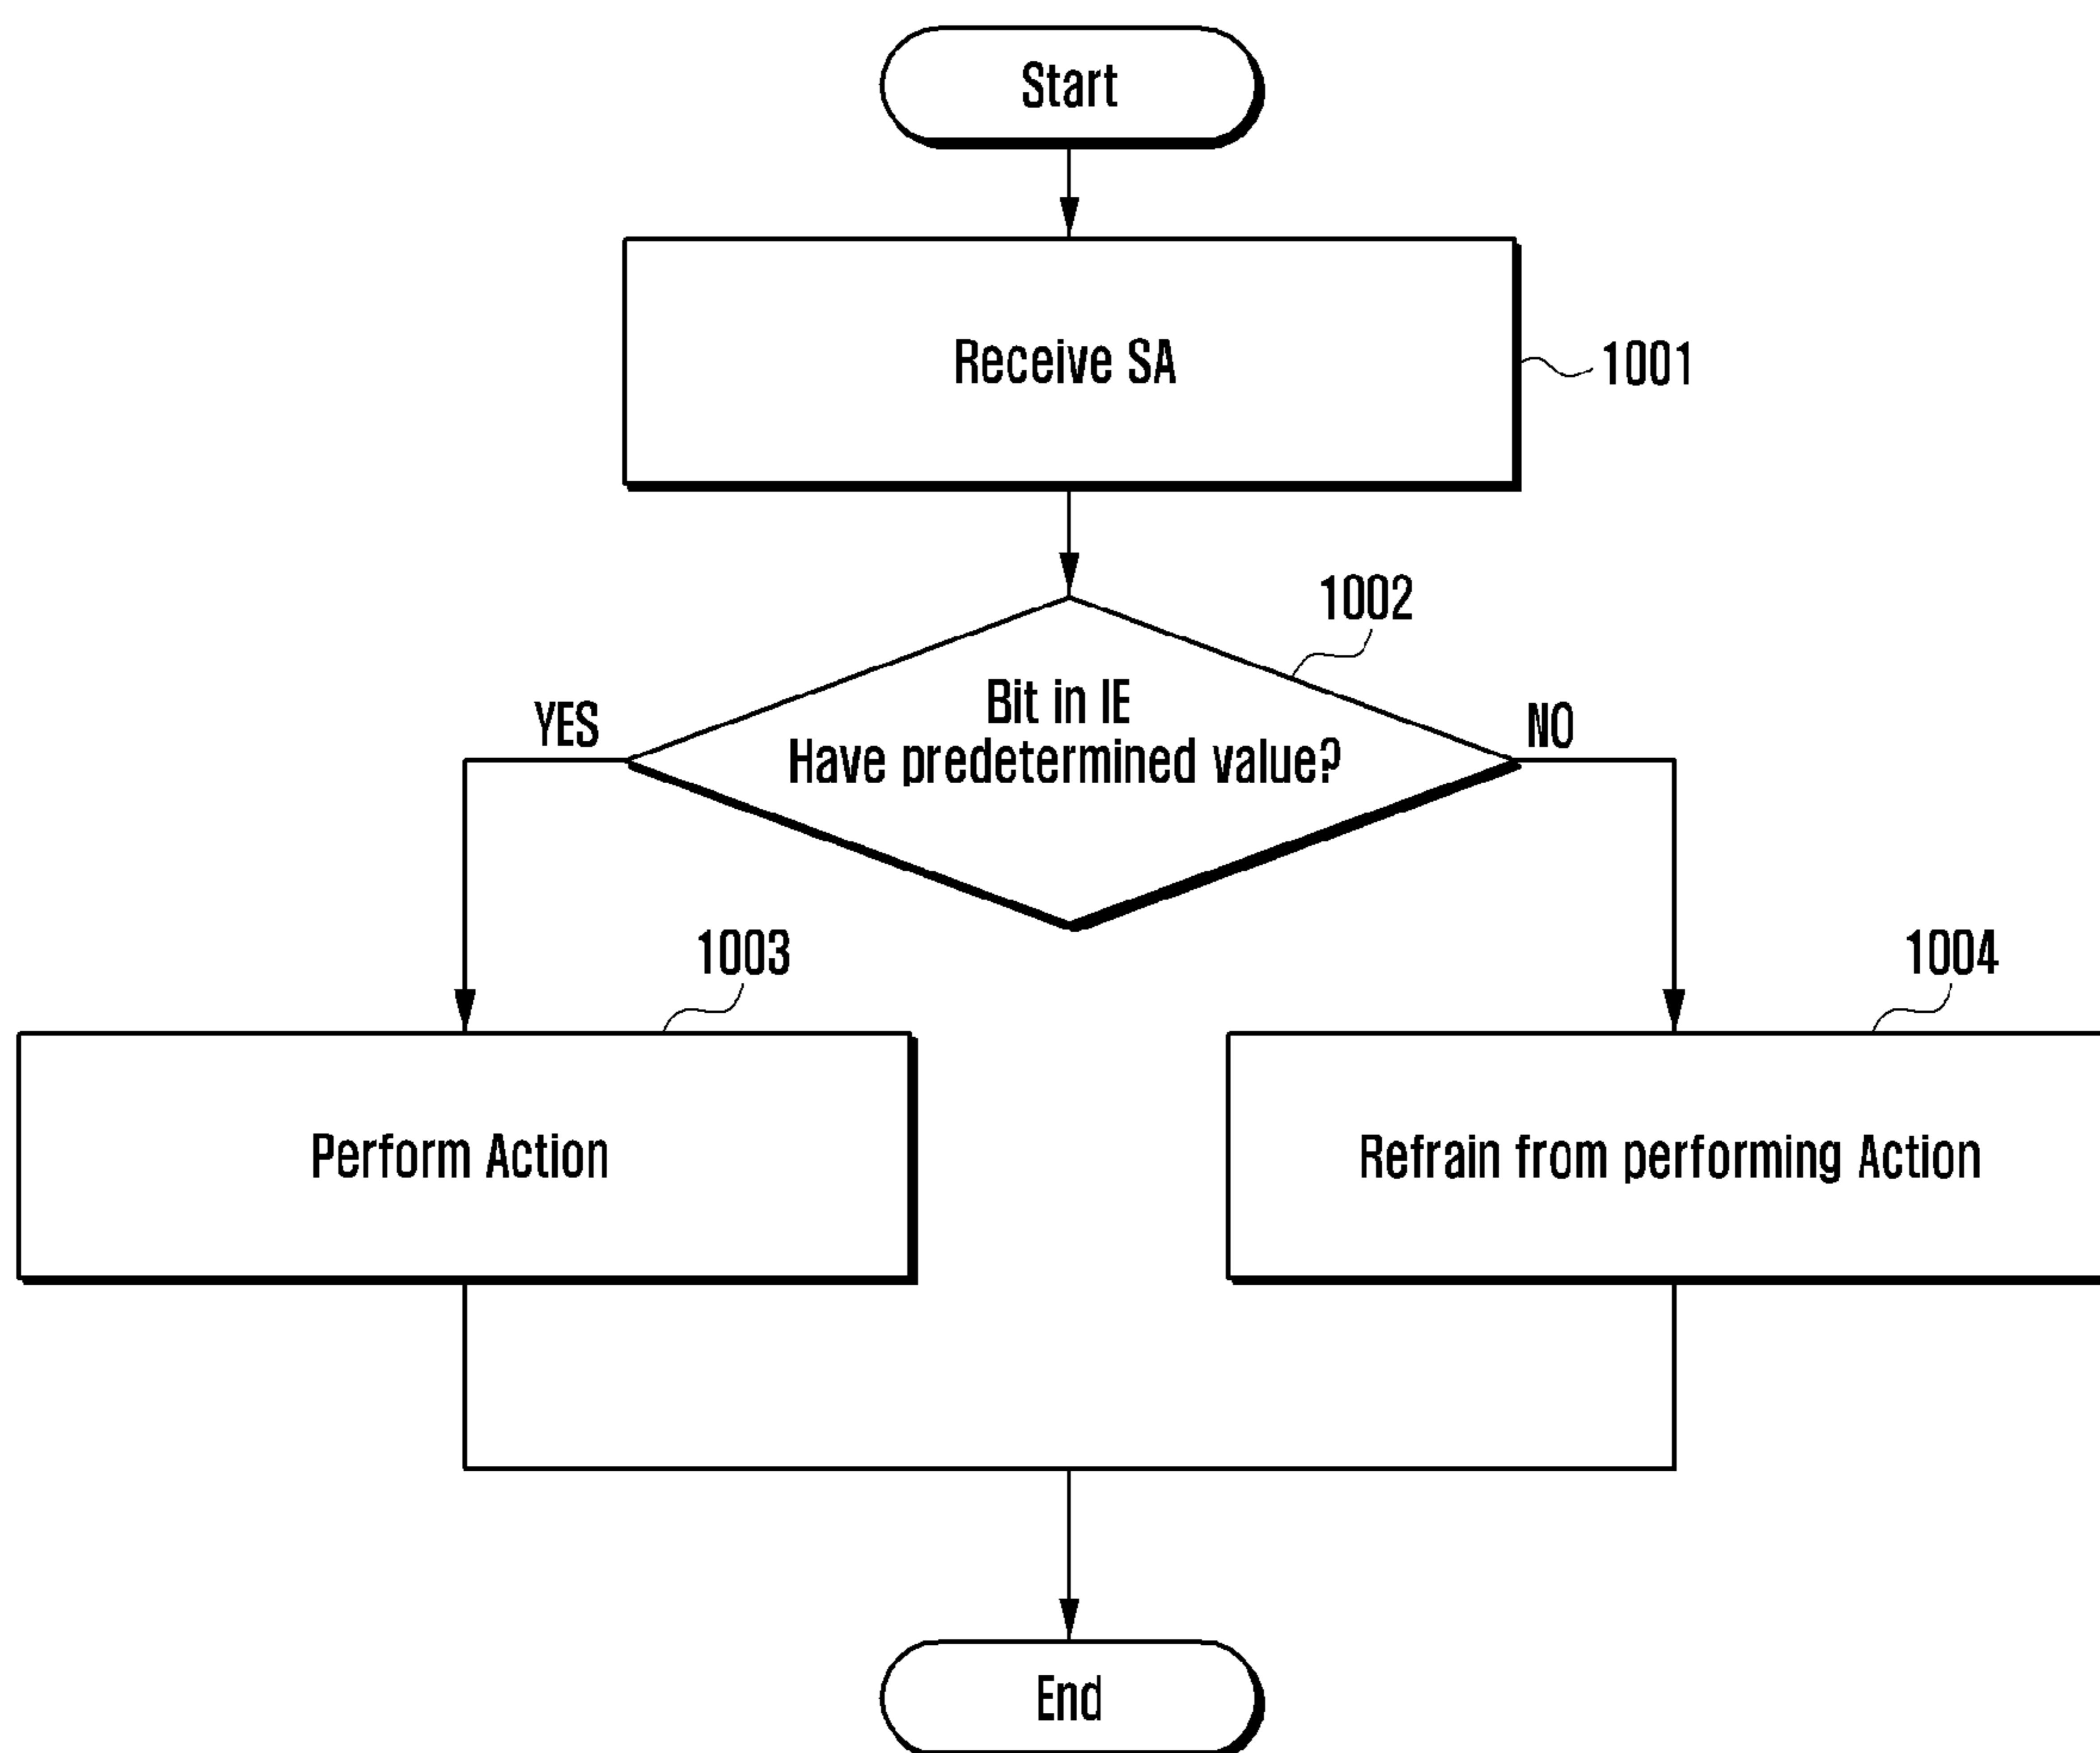 Start
Receive SA
1001
1002
Bit in IE
Have predetermined value?
YES
NO
1003
1004
Perform Action
Refrain from performing Action
End